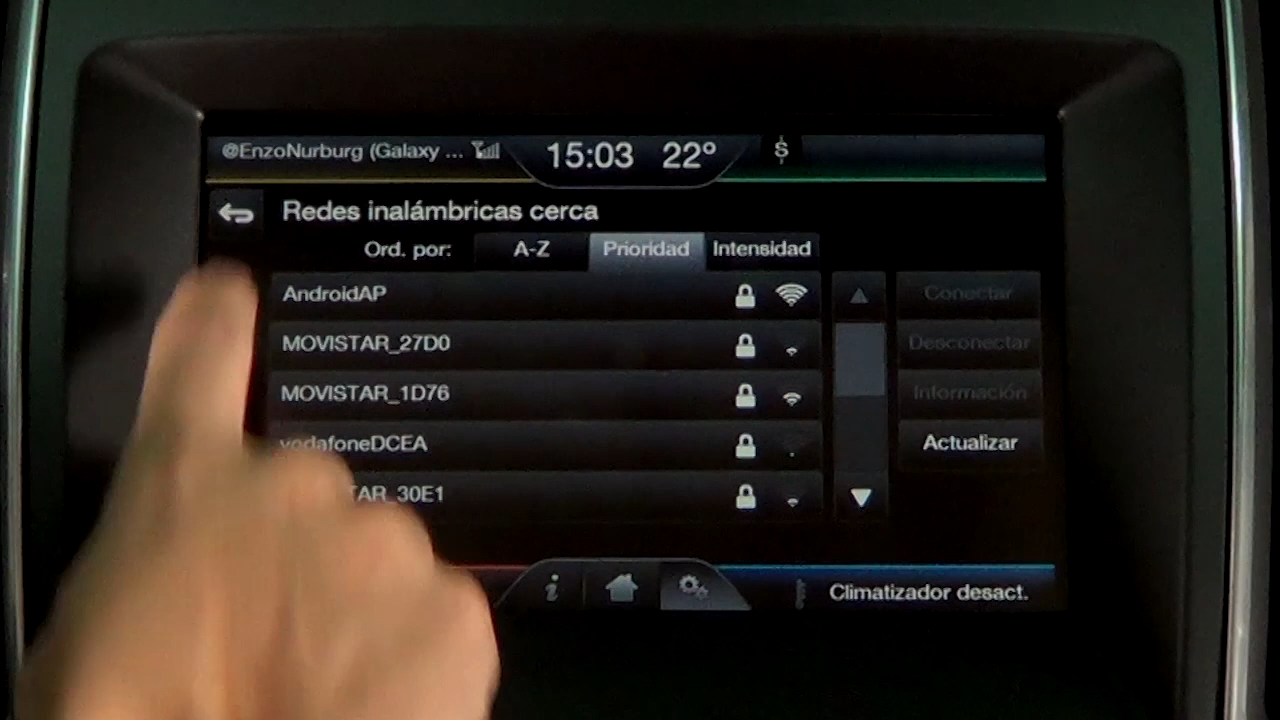 @EnzoNurburg (Galaxy ... 15:03 22°
Redes inalámbricas cerca
Ord. por: A-Z Prioridad Intensidad
AndroidAP Conectar
MOVISTAR_27D0 Desconectar
MOVISTAR_1D76 Información
vodafoneDCEA Actualizar
TAR_30E1
Climatizador desact.